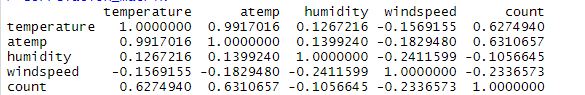 temperature atemp humidity windspeed count
temperature 1.0000000 0.9917016 0.1267216 -0.1569155 0.6274940
atemp 0.9917016 1.0000000 0.1399240 -0.1829480 0.6310657
humidity 0.1267216 0.1399240 1.0000000 -0.2411599 -0.1056645
windspeed -0.1569155 -0.1829480 -0.2411599 1.0000000 -0.2336573
count 0.6274940 0.6310657 -0.1056645 -0.2336573 1.0000000